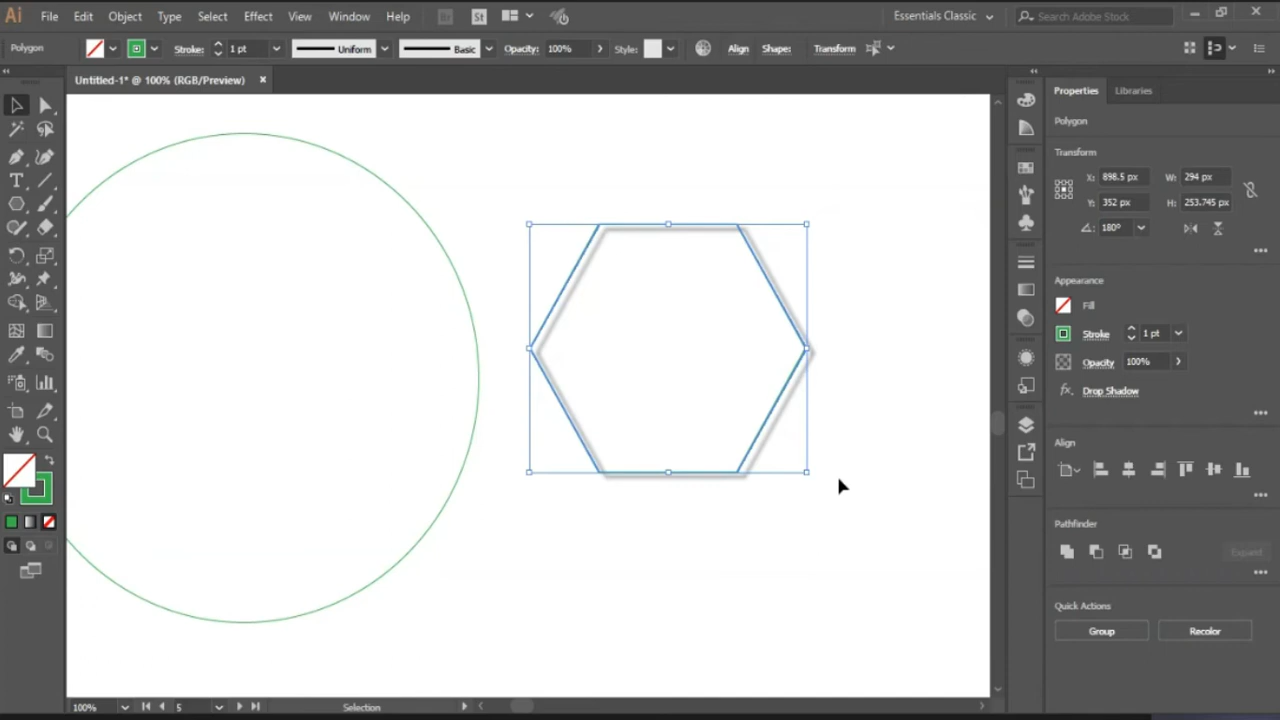 Ai File Edit Object Type Select Effect View Window Help Br St Essentials Classic Search Adobe Stock
Polygon Stroke: 1 pt Uniform Basic Opacity: 100% Style: Align Shape: Transform
Untitled-1* @ 100% (RGB/Preview) ×
Properties Libraries
Polygon
Transform
X: 898.5 px W: 294 px
Y: 352 px H: 253.745 px
180°
Appearance
Fill
Stroke 1 pt
Opacity 100%
fx. Drop Shadow
Align
Pathfinder
Expand
Quick Actions
Group Recolor
100% 5 Selection